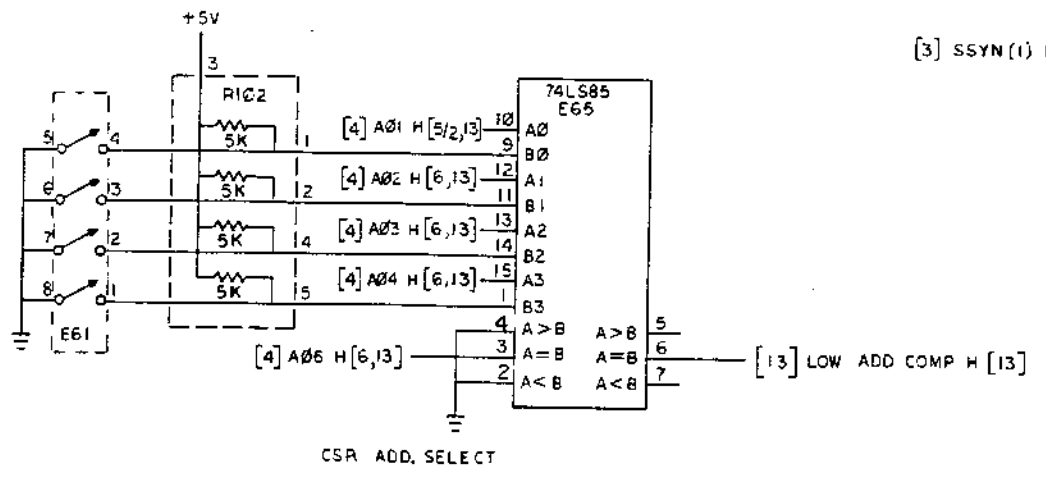 +5V
[3] SSYN(1)
3
R1Ø2
74LS85
E65
5 4 5K 1 [4] AØ1 H [5/2,13] 10 AØ
9 BØ
6 3 5K 2 [4] AØ2 H [6,13] 12 A1
11 B1
7 2 5K 4 [4] AØ3 H [6,13] 13 A2
14 B2
8 1 5K 5 [4] AØ4 H [6,13] 15 A3
1 B3
E61
4 A>B A>B 5
[4] AØ6 H [6,13] 3 A=B A=B 6 [13] LOW ADD COMP H [13]
2 A<B A<B 7
CSR ADD. SELECT